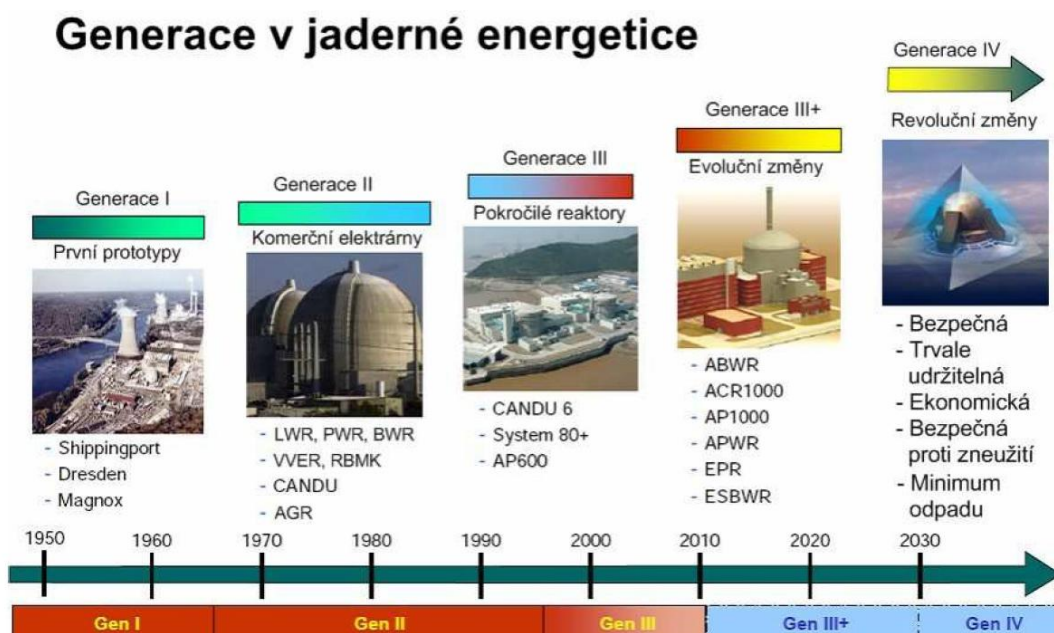 Generace v jaderné energetice
Generace I
První prototypy
- Shippingport
- Dresden
- Magnox
Generace II
Komerční elektrárny
- LWR, PWR, BWR
- VVER, RBMK
- CANDU
- AGR
Generace III
Pokročilé reaktory
- CANDU 6
- System 80+
- AP600
Generace III+
Evoluční změny
- ABWR
- ACR1000
- AP1000
- APWR
- EPR
- ESBWR
Generace IV
Revoluční změny
- Bezpečná
- Trvale
udržitelná
- Ekonomická
- Bezpečná
proti zneužití
- Minimum
odpadu
1950 1960 1970 1980 1990 2000 2010 2020 2030
Gen I Gen II Gen III Gen III+ Gen IV